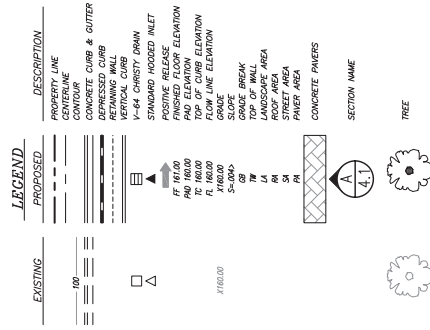 LEGEND
EXISTING PROPOSED DESCRIPTION
PROPERTY LINE
CENTERLINE
100 CONTOUR
CONCRETE CURB & GUTTER
DEPRESSED CURB
RETAINING WALL
VERTICAL CURB
V-64 CHRISTY DRAIN
STANDARD HOODED INLET
POSITIVE RELEASE
FF 161.00 FINISHED FLOOR ELEVATION
PAD 160.00 PAD ELEVATION
TC 160.00 TOP OF CURB ELEVATION
FL 160.00 FLOW LINE ELEVATION
X160.00 X160.00 GRADE
S=.004> SLOPE
GB GRADE BREAK
TW TOP OF WALL
LA LANDSCAPE AREA
RA ROOF AREA
SA STREET AREA
PA PAVER AREA
CONCRETE PAVERS
A
4.1 SECTION NAME
TREE